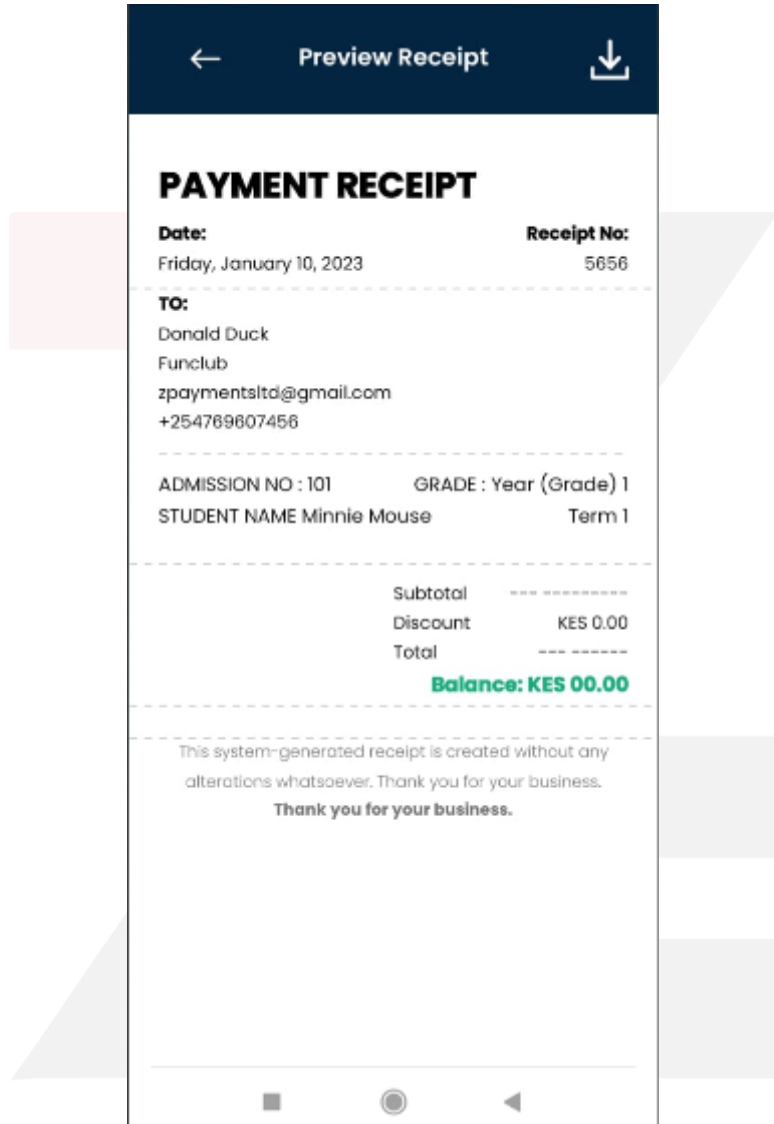 Preview Receipt
PAYMENT RECEIPT
Date: Receipt No:
Friday, January 10, 2023 5656
TO:
Donald Duck
Funclub
zpaymentsltd@gmail.com
+254769607456
ADMISSION NO : 101 GRADE : Year (Grade) 1
STUDENT NAME Minnie Mouse Term 1
Subtotal --- ---------
Discount KES 0.00
Total --- ------
Balance: KES 00.00
This system-generated receipt is created without any
alterations whatsoever. Thank you for your business.
Thank you for your business.